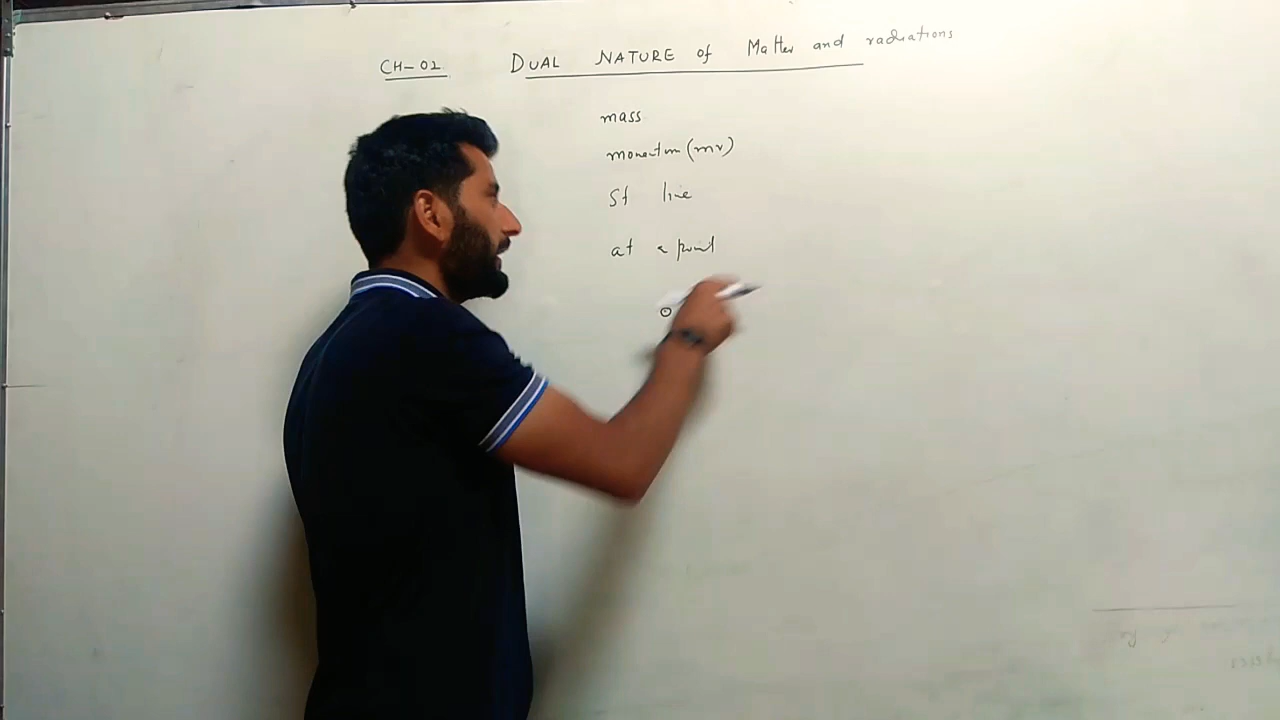 CH-01 DUAL NATURE of Matter and radiations
mass
momentum (mv)
St line
at a point